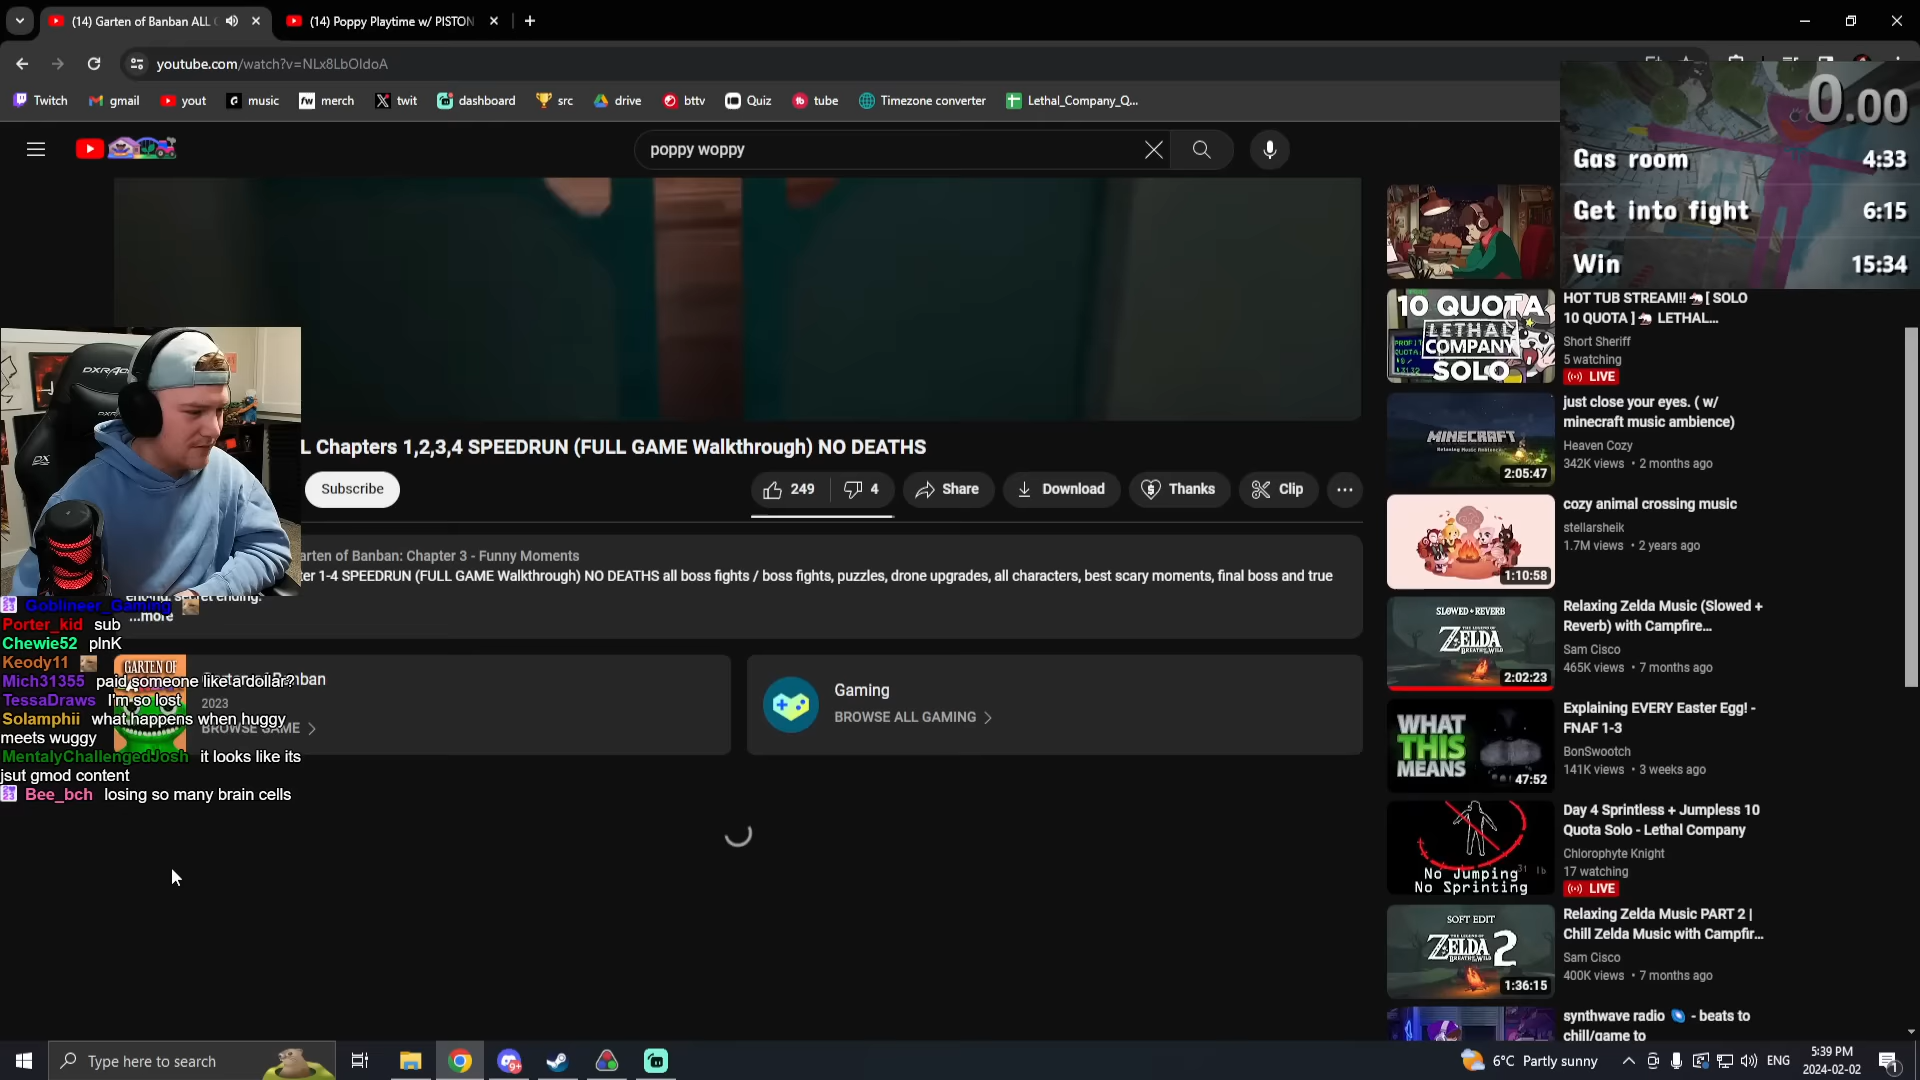 (14) Garten of Banban ALL
(14) Poppy Playtime w/ PISTON
youtube.com/watch?v=NLx8LbOIdoA
Twitch
gmail
yout
music
merch
twit
dashboard
src
drive
bttv
Quiz
tube
Timezone converter
Lethal_Company_Q...
poppy woppy
0.00
Gas room 4:33
Get into fight 6:15
Win 15:34
L Chapters 1,2,3,4 SPEEDRUN (FULL GAME Walkthrough) NO DEATHS
Subscribe
249
4
Share
Download
Thanks
Clip
arten of Banban: Chapter 3 - Funny Moments
ter 1-4 SPEEDRUN (FULL GAME Walkthrough) NO DEATHS all boss fights / boss fights, puzzles, drone upgrades, all characters, best scary moments, final boss and true
ending. secret ending.
...more
GARTEN OF
2023
BROWSE GAME
Gaming
BROWSE ALL GAMING
Goblineer_Gaming
Porter_kid sub
Chewie52 plnK
Keody11
Mich31355 paid someone like a dollar?
TessaDraws I'm so lost
Solamphii what happens when huggy
meets wuggy
MentalyChallengedJosh it looks like its
jsut gmod content
Bee_bch losing so many brain cells
DXRACER
DX
10 QUOTA
LETHAL
COMPANY
SOLO
HOT TUB STREAM!! [ SOLO
10 QUOTA ] LETHAL...
Short Sheriff
5 watching
LIVE
MINECRAFT
2:05:47
just close your eyes. ( w/
minecraft music ambience)
Heaven Cozy
342K views • 2 months ago
1:10:58
cozy animal crossing music
stellarsheik
1.7M views • 2 years ago
SLOWED + REVERB
ZELDA
2:02:23
Relaxing Zelda Music (Slowed +
Reverb) with Campfire...
Sam Cisco
465K views • 7 months ago
WHAT
THIS
MEANS
47:52
Explaining EVERY Easter Egg! -
FNAF 1-3
BonSwootch
141K views • 3 weeks ago
No Jumping
No Sprinting
Day 4 Sprintless + Jumpless 10
Quota Solo - Lethal Company
Chlorophyte Knight
17 watching
LIVE
SOFT EDIT
ZELDA 2
1:36:15
Relaxing Zelda Music PART 2 |
Chill Zelda Music with Campfir...
Sam Cisco
400K views • 7 months ago
synthwave radio - beats to
chill/game to
Type here to search
9+
6°C Partly sunny
ENG
5:39 PM
2024-02-02
1